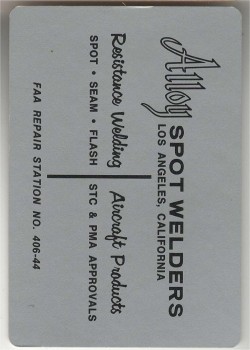 Alloy
SPOT WELDERS
LOS ANGELES, CALIFORNIA
Resistance Welding
SPOT • SEAM • FLASH
Aircraft Products
STC & PMA APPROVALS
FAA REPAIR STATION NO. 406-44